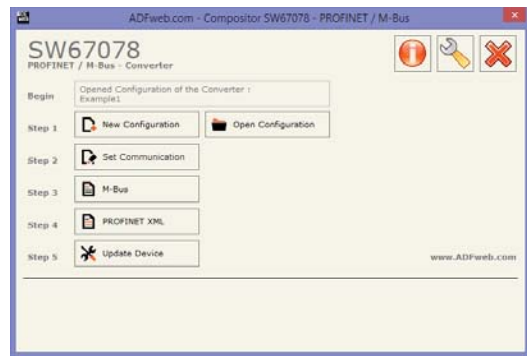 ADFweb.com - Compositor SW67078 - PROFINET / M-Bus
SW67078
PROFINET / M-Bus - Converter
Begin
Opened Configuration of the Converter :
Example1
Step 1
New Configuration
Open Configuration
Step 2
Set Communication
Step 3
M-Bus
Step 4
PROFINET XML
Step 5
Update Device
www.ADFweb.com